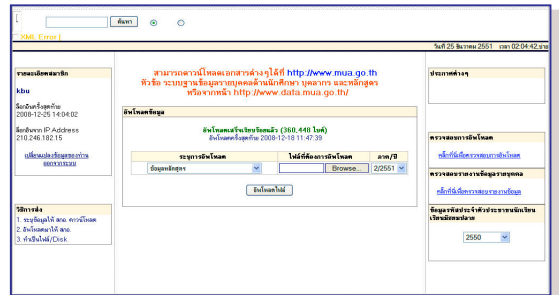 ค้นหา
[ XML Error ]
วันที่ 25 ธันวาคม 2551 เวลา 02:04:42
รายละเอียดสมาชิก
kbu
ล็อกอินครั้งสุดท้าย
2008-12-25 14:04:02
ล็อกอินจาก IP Address
210.246.182.15
เปลี่ยนแปลงข้อมูลของท่าน
ออกจากระบบ
วิธีการส่ง
1. ระบุข้อมูลให้ สกอ. ดาวน์โหลด
2. อัพโหลดมาให้ สกอ.
3. ทำเป็นไฟล์/Disk
สามารถดาวน์โหลดเอกสารต่างๆได้ที่ http://www.mua.go.th
หัวข้อ ระบบฐานข้อมูลรายบุคคลด้านนักศึกษา บุคลากร และหลักสูตร
หรือจากหน้า http://www.data.mua.go.th/
อัพโหลดข้อมูล
อัพโหลดเสร็จเรียบร้อยแล้ว (360,448 ไบต์)
อัพโหลดครั้งสุดท้าย 2008-12-18 11:47:39
ระบุการอัพโหลด ไฟล์ที่ต้องการอัพโหลด ภาค/ปี
ข้อมูลหลักสูตร Browse... 2/2551
อัพโหลดไฟล์
ประกาศต่างๆ
ตรวจสอบการอัพโหลด
คลิ๊กที่นี่เพื่อตรวจสอบการอัพโหลด
ตรวจสอบรายงานข้อมูลรายบุคคล
คลิ๊กที่นี่เพื่อตรวจสอบรายงานข้อมูล
ข้อมูลรหัสประจำตัวประชาชนนักเรียน
เรียนมัธยมปลาย
2550